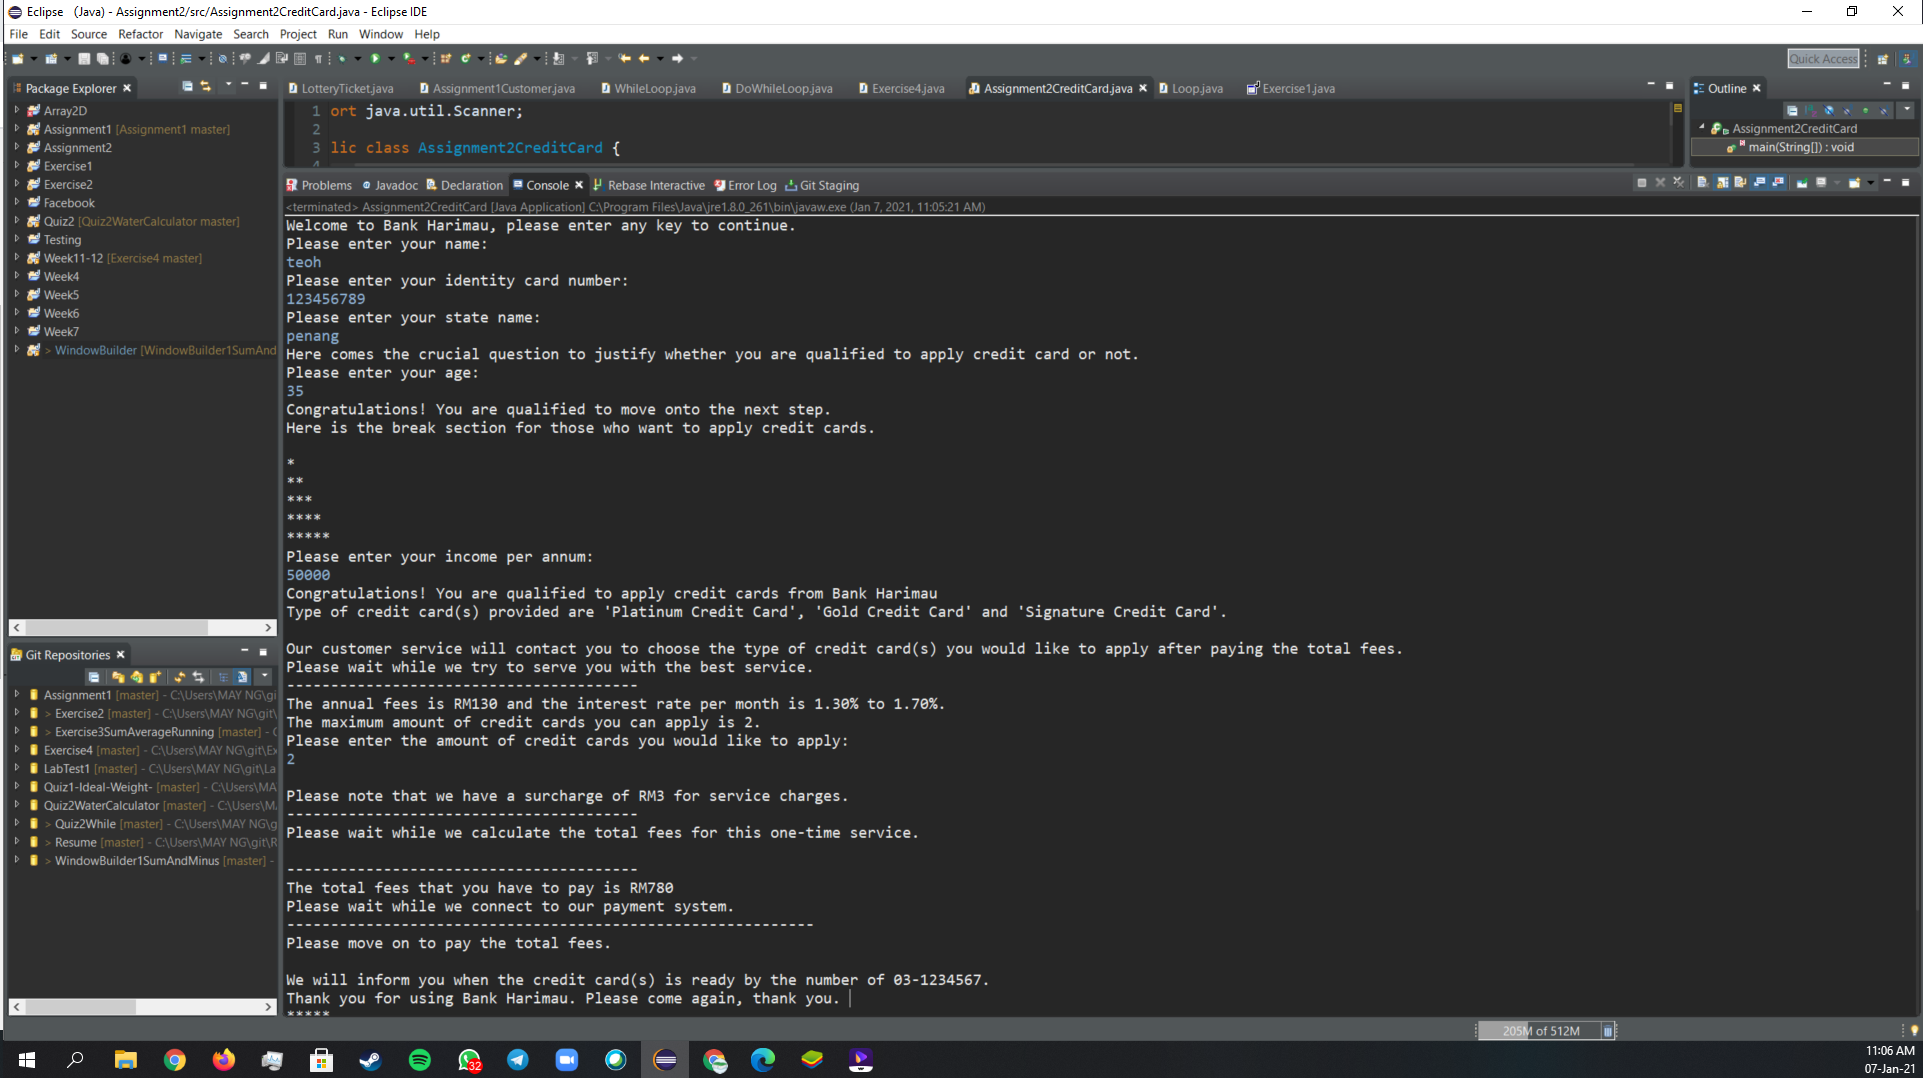 Eclipse (Java) - Assignment2/src/Assignment2CreditCard.java - Eclipse IDE
File Edit Source Refactor Navigate Search Project Run Window Help
Quick Access
Package Explorer
Array2D
Assignment1 [Assignment1 master]
Assignment2
Exercise1
Exercise2
Facebook
Quiz2 [Quiz2WaterCalculator master]
Testing
Week11-12 [Exercise4 master]
Week4
Week5
Week6
Week7
> WindowBuilder [WindowBuilder1SumAnd
Git Repositories
Assignment1 [master] - C:\Users\MAY NG\gi
> Exercise2 [master] - C:\Users\MAY NG\git\
> Exercise3SumAverageRunning [master] - C
Exercise4 [master] - C:\Users\MAY NG\git\Ex
LabTest1 [master] - C:\Users\MAY NG\git\La
Quiz1-Ideal-Weight- [master] - C:\Users\MA
Quiz2WaterCalculator [master] - C:\Users\M
> Quiz2While [master] - C:\Users\MAY NG\g
> Resume [master] - C:\Users\MAY NG\git\R
> WindowBuilder1SumAndMinus [master] -
LotteryTicket.java Assignment1Customer.java WhileLoop.java DoWhileLoop.java Exercise4.java Assignment2CreditCard.java Loop.java Exercise1.java
1 ort java.util.Scanner;
2
3 lic class Assignment2CreditCard {
4
Outline
Assignment2CreditCard
main(String[]) : void
Problems Javadoc Declaration Console Rebase Interactive Error Log Git Staging
<terminated> Assignment2CreditCard [Java Application] C:\Program Files\Java\jre1.8.0_261\bin\javaw.exe (Jan 7, 2021, 11:05:21 AM)
Welcome to Bank Harimau, please enter any key to continue.
Please enter your name:
teoh
Please enter your identity card number:
123456789
Please enter your state name:
penang
Here comes the crucial question to justify whether you are qualified to apply credit card or not.
Please enter your age:
35
Congratulations! You are qualified to move onto the next step.
Here is the break section for those who want to apply credit cards.
*
**
***
****
*****
Please enter your income per annum:
50000
Congratulations! You are qualified to apply credit cards from Bank Harimau
Type of credit card(s) provided are 'Platinum Credit Card', 'Gold Credit Card' and 'Signature Credit Card'.
Our customer service will contact you to choose the type of credit card(s) you would like to apply after paying the total fees.
Please wait while we try to serve you with the best service.
----------------------------------------
The annual fees is RM130 and the interest rate per month is 1.30% to 1.70%.
The maximum amount of credit cards you can apply is 2.
Please enter the amount of credit cards you would like to apply:
2
Please note that we have a surcharge of RM3 for service charges.
----------------------------------------
Please wait while we calculate the total fees for this one-time service.
----------------------------------------
The total fees that you have to pay is RM780
Please wait while we connect to our payment system.
------------------------------------------------------------
Please move on to pay the total fees.
We will inform you when the credit card(s) is ready by the number of 03-1234567.
Thank you for using Bank Harimau. Please come again, thank you.
*****
205M of 512M
32
11:06 AM
07-Jan-21